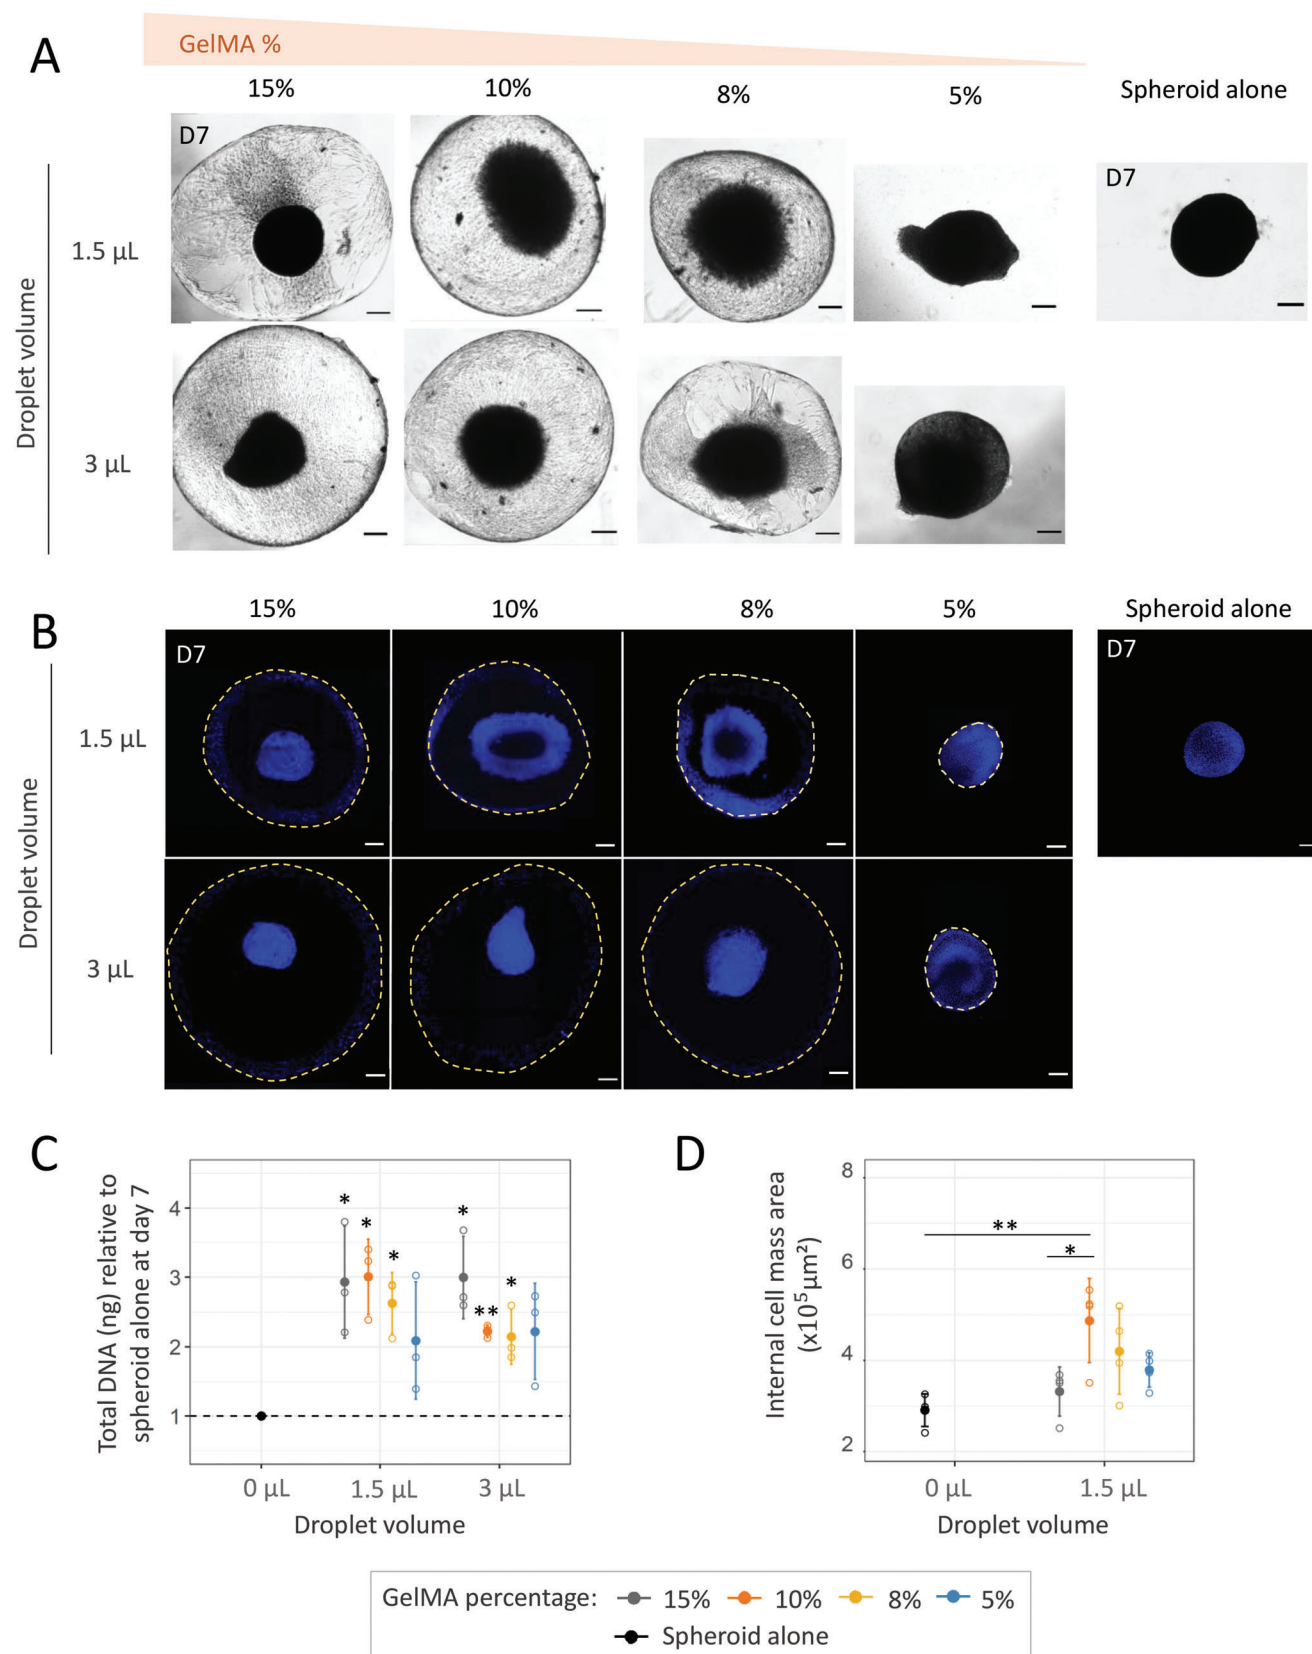 A
GelMA %
15%
10%
8%
5%
Spheroid alone
D7
D7
Droplet volume
1.5 µL
3 µL
B
15%
10%
8%
5%
Spheroid alone
D7
D7
Droplet volume
1.5 µL
3 µL
C
Total DNA (ng) relative to
spheroid alone at day 7
4
3
2
1
*
*
*
*
**
*
0 µL
1.5 µL
3 µL
Droplet volume
D
Internal cell mass area
(x10⁵µm²)
8
6
4
2
**
*
0 µL
1.5 µL
Droplet volume
GelMA percentage:
15%
10%
8%
5%
Spheroid alone